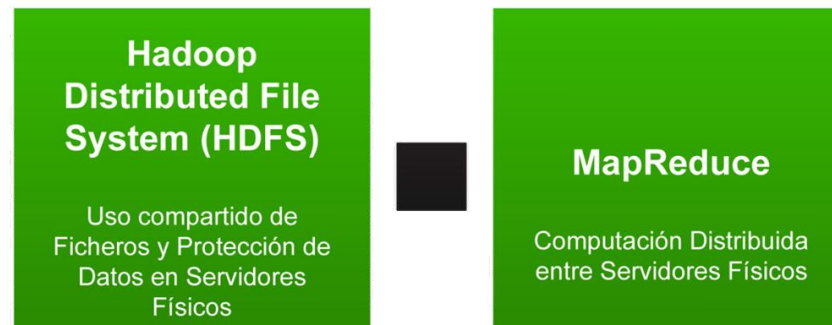 Hadoop
Distributed File
System (HDFS)
Uso compartido de
Ficheros y Protección de
Datos en Servidores
Físicos
MapReduce
Computación Distribuida
entre Servidores Físicos